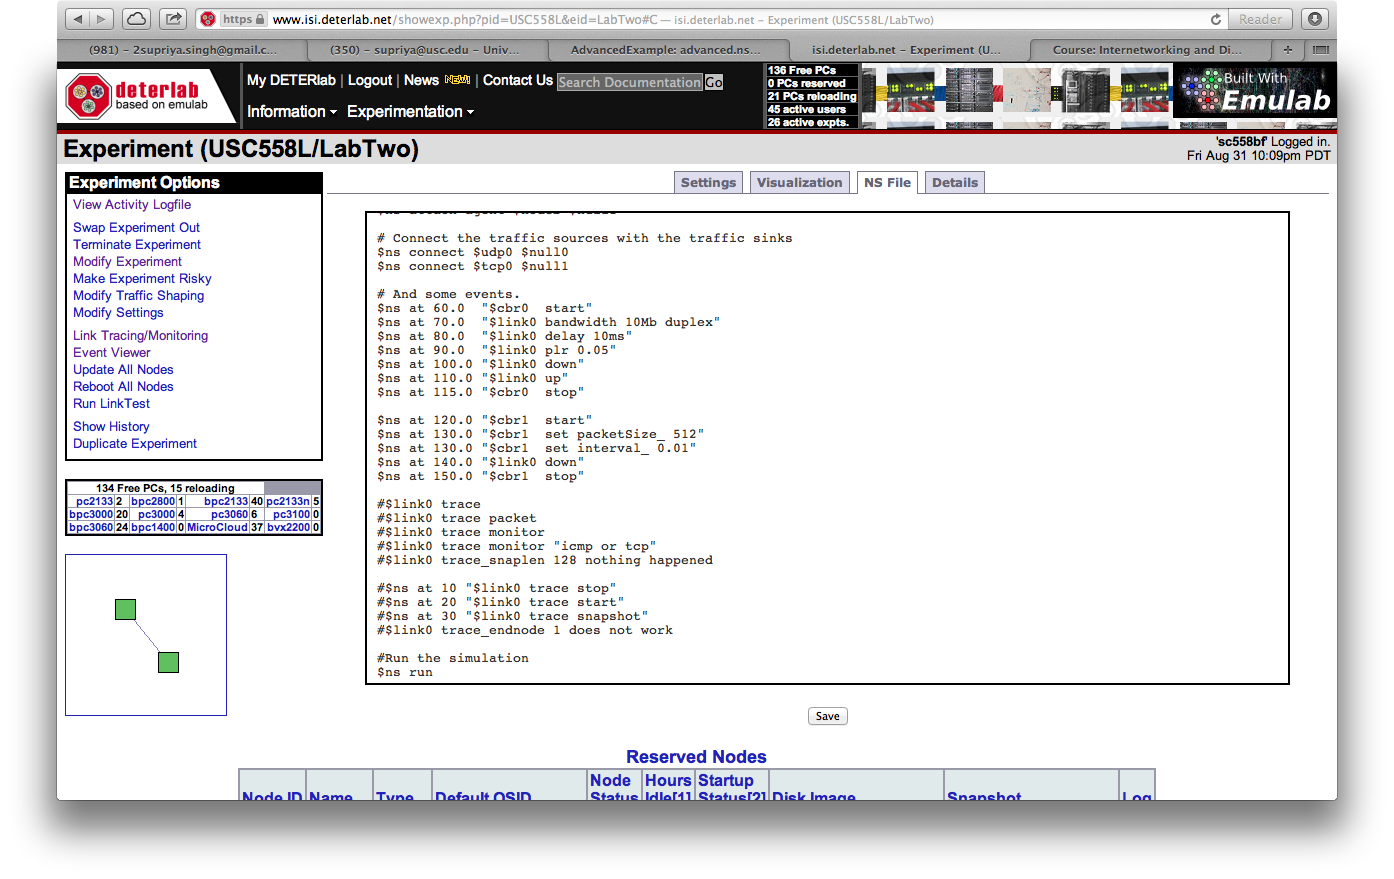 https www.isi.deterlab.net/showexp.php?pid=USC558L&eid=LabTwo#C — isi.deterlab.net – Experiment (USC558L/LabTwo) Reader
(981) – 2supriya.singh@gmail.c... (350) – supriya@usc.edu – Univ... AdvancedExample: advanced.ns... isi.deterlab.net – Experiment (U... Course: Internetworking and Di... +
deterlab
based on emulab
My DETERlab | Logout | News NEW! | Contact Us Search Documentation Go
Information Experimentation
136 Free PCs
0 PCs reserved
21 PCs reloading
45 active users
26 active expts.
Built With
Emulab
Experiment (USC558L/LabTwo)
'sc558bf' Logged in.
Fri Aug 31 10:09pm PDT
Experiment Options
View Activity Logfile
Swap Experiment Out
Terminate Experiment
Modify Experiment
Make Experiment Risky
Modify Traffic Shaping
Modify Settings
Link Tracing/Monitoring
Event Viewer
Update All Nodes
Reboot All Nodes
Run LinkTest
Show History
Duplicate Experiment
134 Free PCs, 15 reloading
pc2133 2 bpc2800 1 bpc2133 40 pc2133n 5
bpc3000 20 pc3000 4 pc3060 6 pc3100 0
bpc3060 24 bpc1400 0 MicroCloud 37 bvx2200 0
Settings Visualization NS File Details
# Connect the traffic sources with the traffic sinks
$ns connect $udp0 $null0
$ns connect $tcp0 $null1
# And some events.
$ns at 60.0 "$cbr0 start"
$ns at 70.0 "$link0 bandwidth 10Mb duplex"
$ns at 80.0 "$link0 delay 10ms"
$ns at 90.0 "$link0 plr 0.05"
$ns at 100.0 "$link0 down"
$ns at 110.0 "$link0 up"
$ns at 115.0 "$cbr0 stop"
$ns at 120.0 "$cbr1 start"
$ns at 130.0 "$cbr1 set packetSize_ 512"
$ns at 130.0 "$cbr1 set interval_ 0.01"
$ns at 140.0 "$link0 down"
$ns at 150.0 "$cbr1 stop"
#$link0 trace
#$link0 trace packet
#$link0 trace monitor
#$link0 trace monitor "icmp or tcp"
#$link0 trace_snaplen 128 nothing happened
#$ns at 10 "$link0 trace stop"
#$ns at 20 "$link0 trace start"
#$ns at 30 "$link0 trace snapshot"
#$link0 trace_endnode 1 does not work
#Run the simulation
$ns run
Save
Reserved Nodes
Node ID Name Type Default OSID Node Status Hours Idle[1] Startup Status[2] Disk Image Snapshot Log